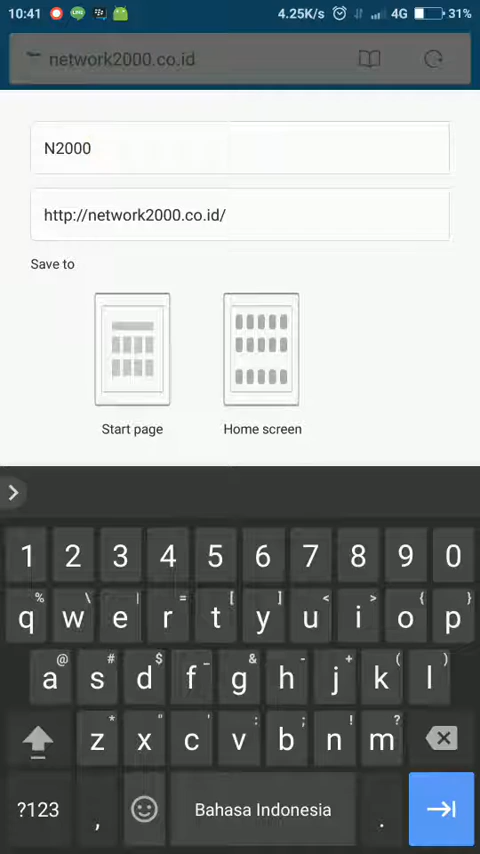 10:41 4.25K/s 4G 31%
network2000.co.id
N2000
http://network2000.co.id/
Save to
Start page Home screen
1 2 3 4 5 6 7 8 9 0
% \ | = [ ] < > { }
q w e r t y u i o p
@ # $ _ & - + ( )
a s d f g h j k l
* " ' : ; ! ?
z x c v b n m
?123 , Bahasa Indonesia .